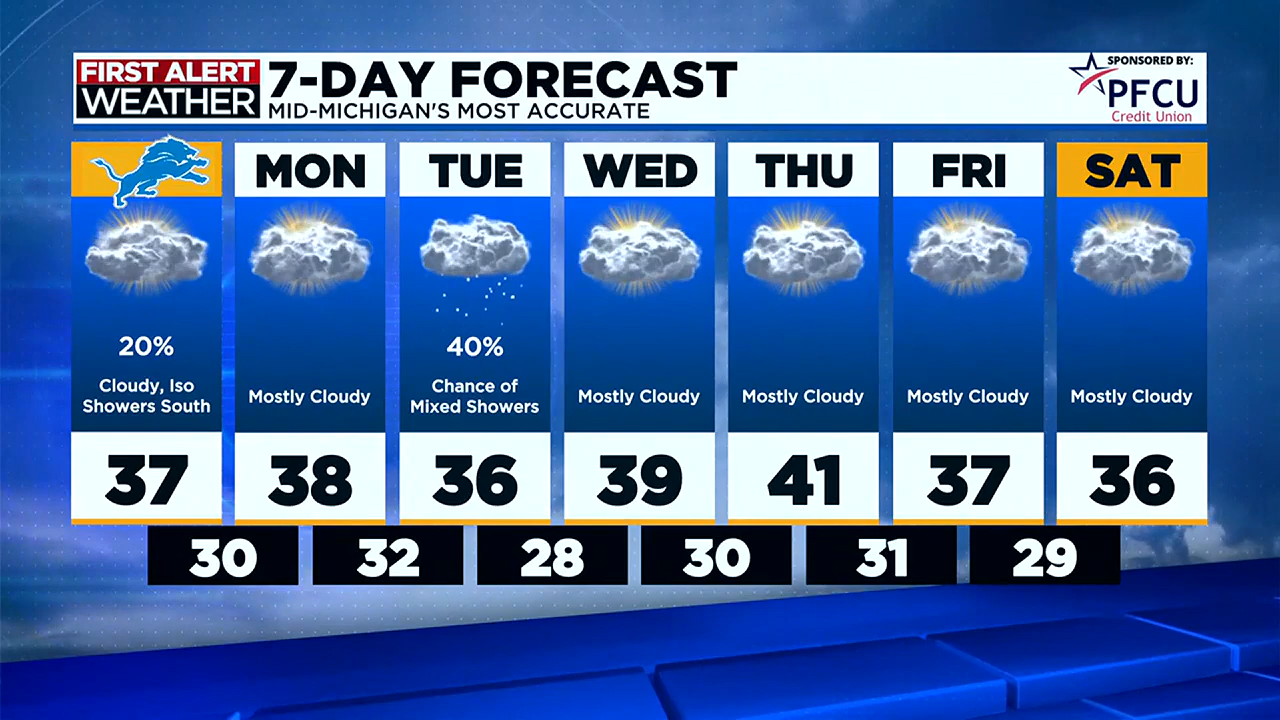 FIRST ALERT
WEATHER
7-DAY FORECAST
MID-MICHIGAN'S MOST ACCURATE
SPONSORED BY:
PFCU
Credit Union
MON TUE WED THU FRI SAT
20% 40%
Cloudy, Iso
Showers South
Mostly Cloudy
Chance of
Mixed Showers
Mostly Cloudy
Mostly Cloudy
Mostly Cloudy
Mostly Cloudy
37 38 36 39 41 37 36
30 32 28 30 31 29